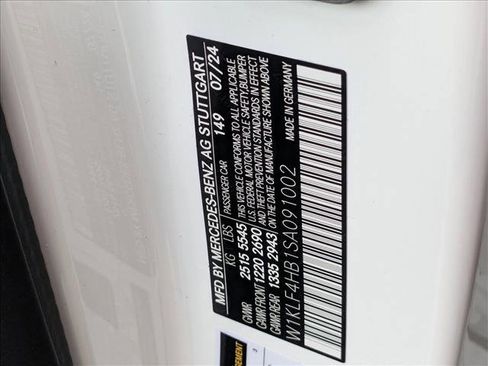 MFD BY MERCEDES-BENZ AG STUTTGART
KG LBS PASSENGER CAR 149 07/24
GVWR 2515 5545 THIS VEHICLE CONFORMS TO ALL APPLICABLE
GAWR FRONT 1220 2690 U.S. FEDERAL MOTOR VEHICLE SAFETY, BUMPER
AND THEFT PREVENTION STANDARDS IN EFFECT
GAWR REAR 1335 2943 ON THE DATE OF MANUFACTURE SHOWN ABOVE
W1KLF4HB1SA091002
MADE IN GERMANY